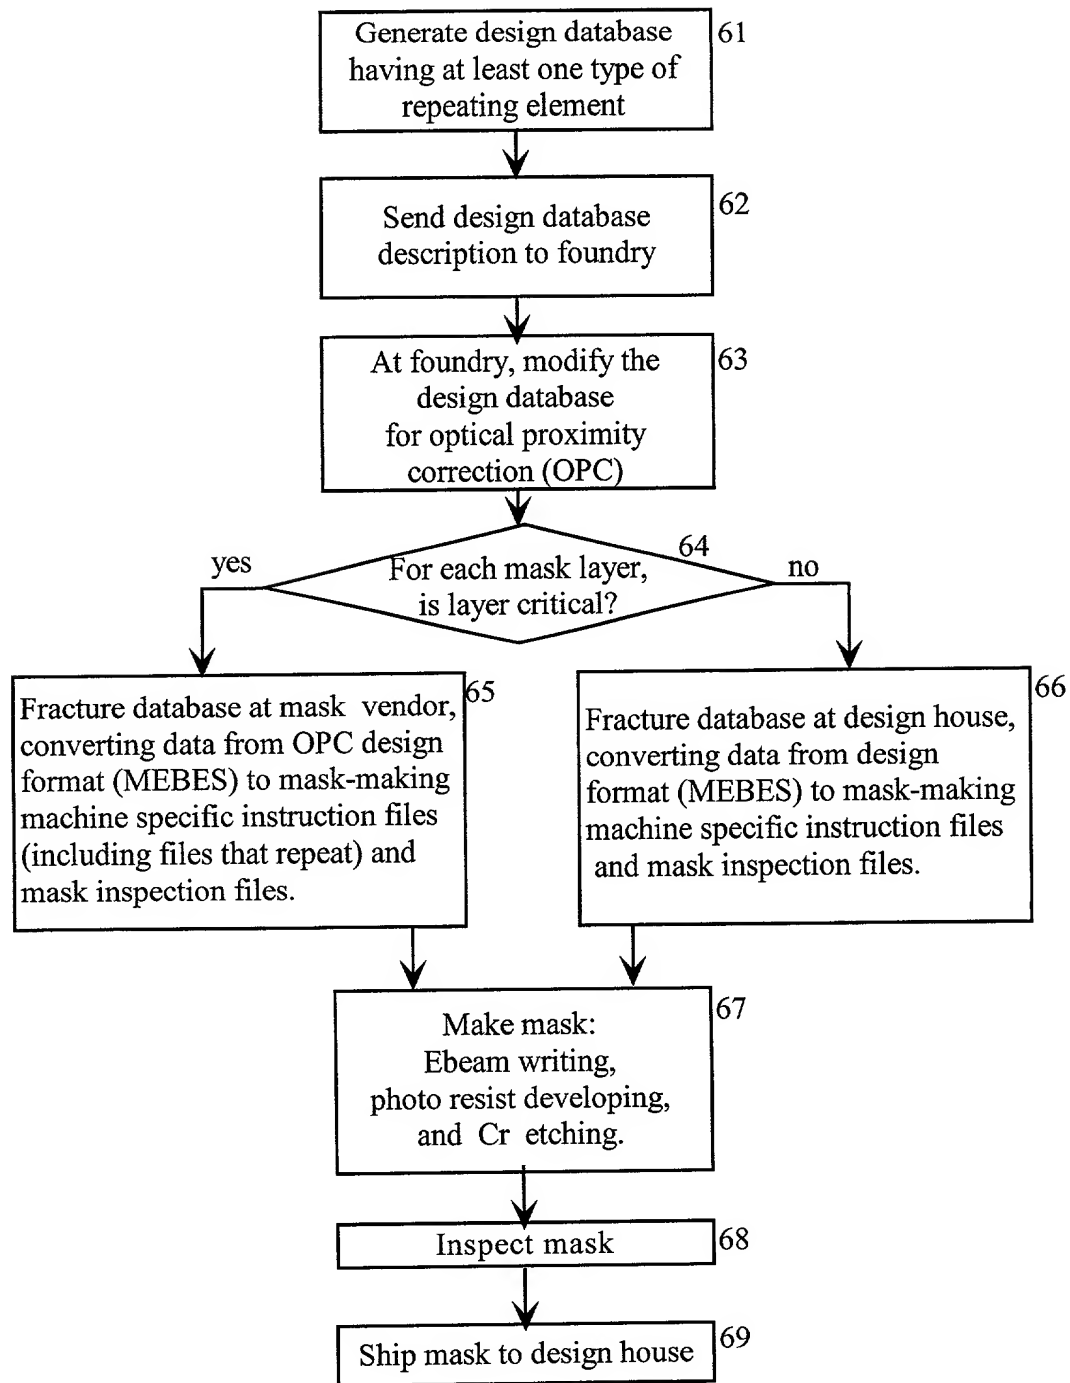 Generate design database
having at least one type of
repeating element
61
Send design database
description to foundry
62
At foundry, modify the
design database
for optical proximity
correction (OPC)
63
For each mask layer,
is layer critical?
64
yes
no
Fracture database at mask vendor,
converting data from OPC design
format (MEBES) to mask-making
machine specific instruction files
(including files that repeat) and
mask inspection files.
65
Fracture database at design house,
converting data from design
format (MEBES) to mask-making
machine specific instruction files
and mask inspection files.
66
Make mask:
Ebeam writing,
photo resist developing,
and Cr etching.
67
Inspect mask
68
Ship mask to design house
69